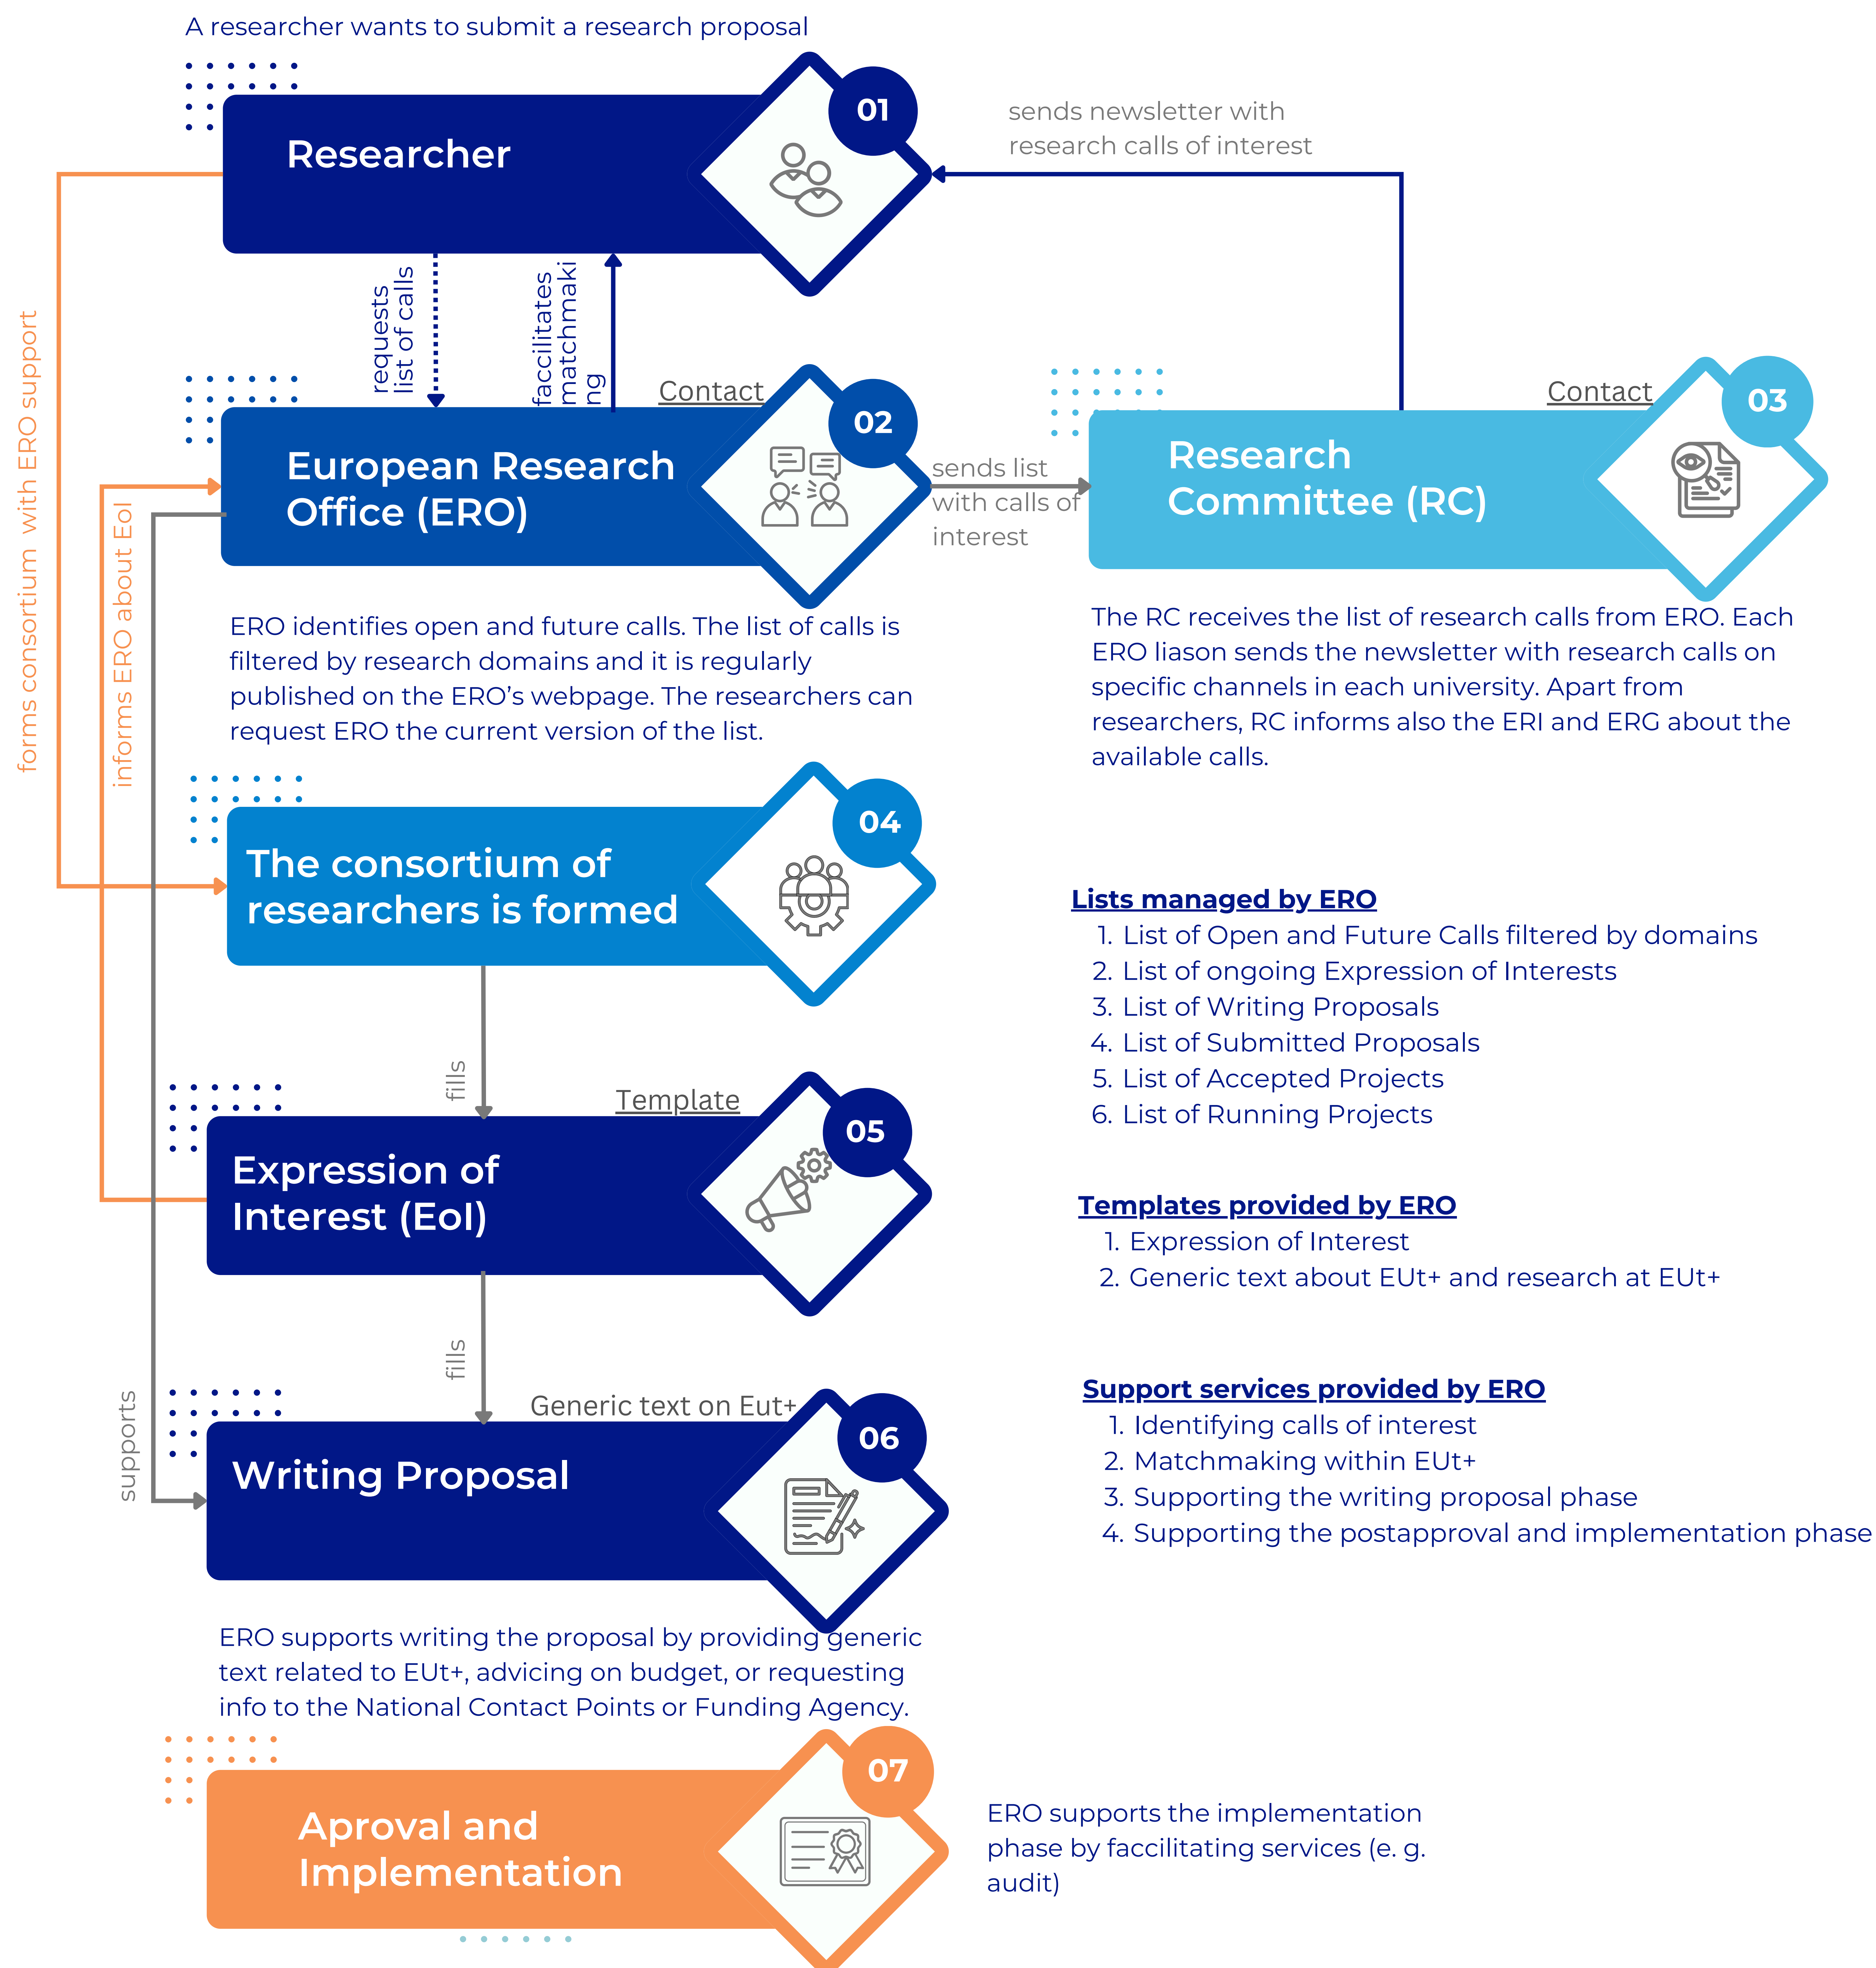 A researcher wants to submit a research proposal
01
Researcher
sends newsletter with
research calls of interest
forms consortium with ERO support
requests
list of calls
faccilitates
matchmaki
ng
Contact
02
European Research
Office (ERO)
sends list
with calls of
interest
Contact
03
Research
Committee (RC)
informs ERO about EoI
ERO identifies open and future calls. The list of calls is
filtered by research domains and it is regularly
published on the ERO's webpage. The researchers can
request ERO the current version of the list.
The RC receives the list of research calls from ERO. Each
ERO liason sends the newsletter with research calls on
specific channels in each university. Apart from
researchers, RC informs also the ERI and ERG about the
available calls.
04
The consortium of
researchers is formed
Lists managed by ERO
1. List of Open and Future Calls filtered by domains
2. List of ongoing Expression of Interests
3. List of Writing Proposals
4. List of Submitted Proposals
5. List of Accepted Projects
6. List of Running Projects
fills
Template
05
Expression of
Interest (EoI)
Templates provided by ERO
1. Expression of Interest
2. Generic text about EUt+ and research at EUt+
fills
supports
Generic text on Eut+
06
Writing Proposal
Support services provided by ERO
1. Identifying calls of interest
2. Matchmaking within EUt+
3. Supporting the writing proposal phase
4. Supporting the postapproval and implementation phase
ERO supports writing the proposal by providing generic
text related to EUt+, advicing on budget, or requesting
info to the National Contact Points or Funding Agency.
07
Aproval and
Implementation
ERO supports the implementation
phase by faccilitating services (e. g.
audit)